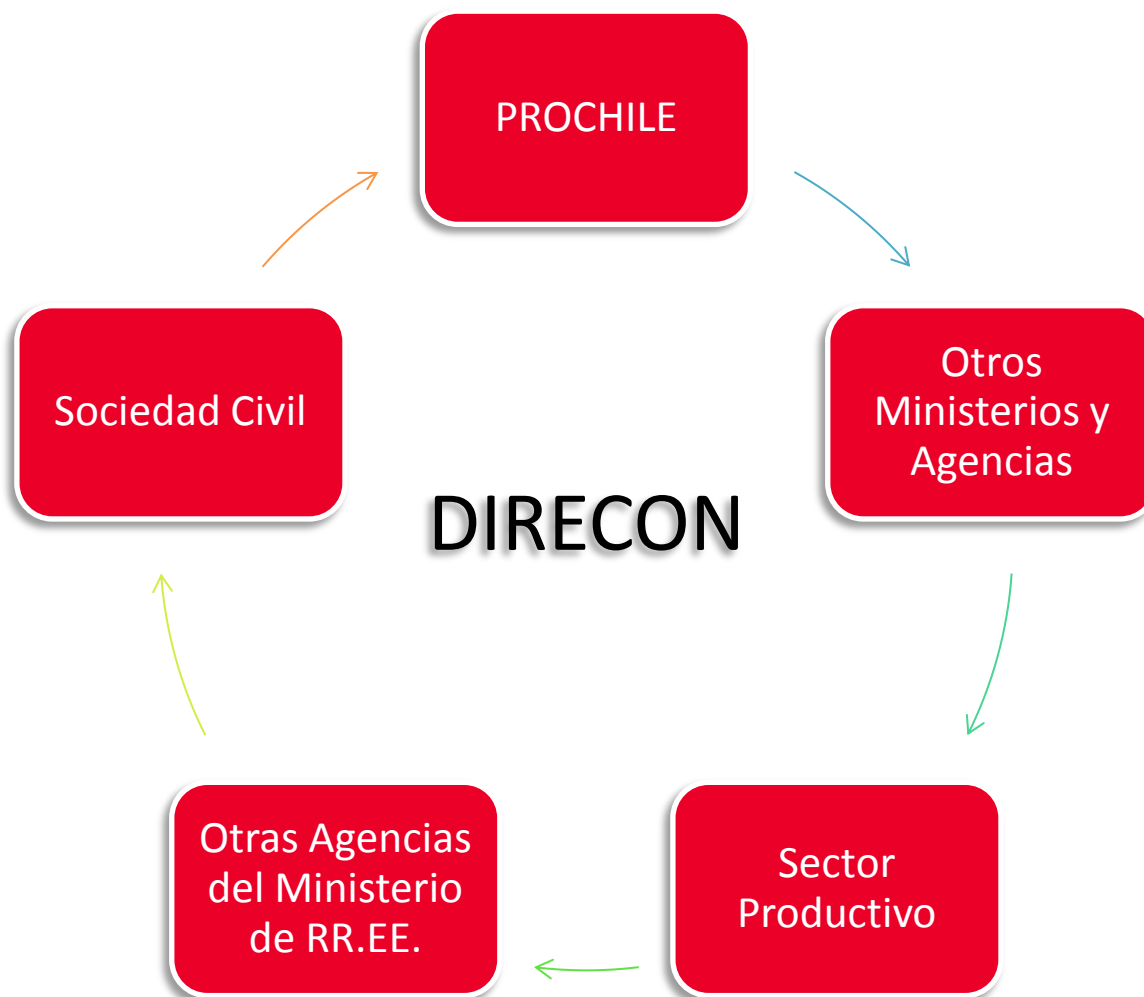 PROCHILE
Otros
Ministerios y
Agencias
Sociedad Civil
DIRECON
Sector
Productivo
Otras Agencias
del Ministerio
de RR.EE.